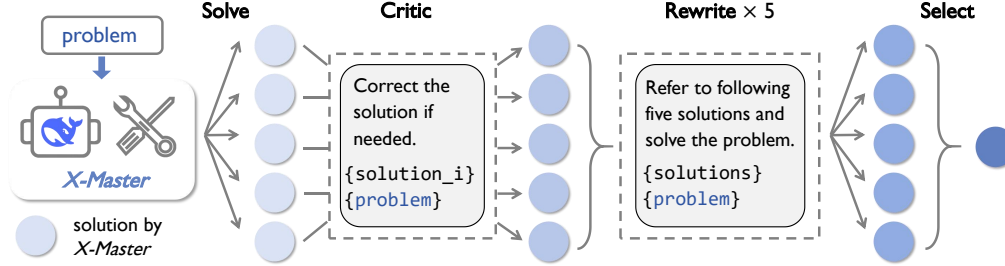 Solve
Critic
Rewrite × 5
Select
problem
X-Master
solution by
X-Master
Correct the
solution if
needed.
{solution_i}
{problem}
Refer to following
five solutions and
solve the problem.
{solutions}
{problem}